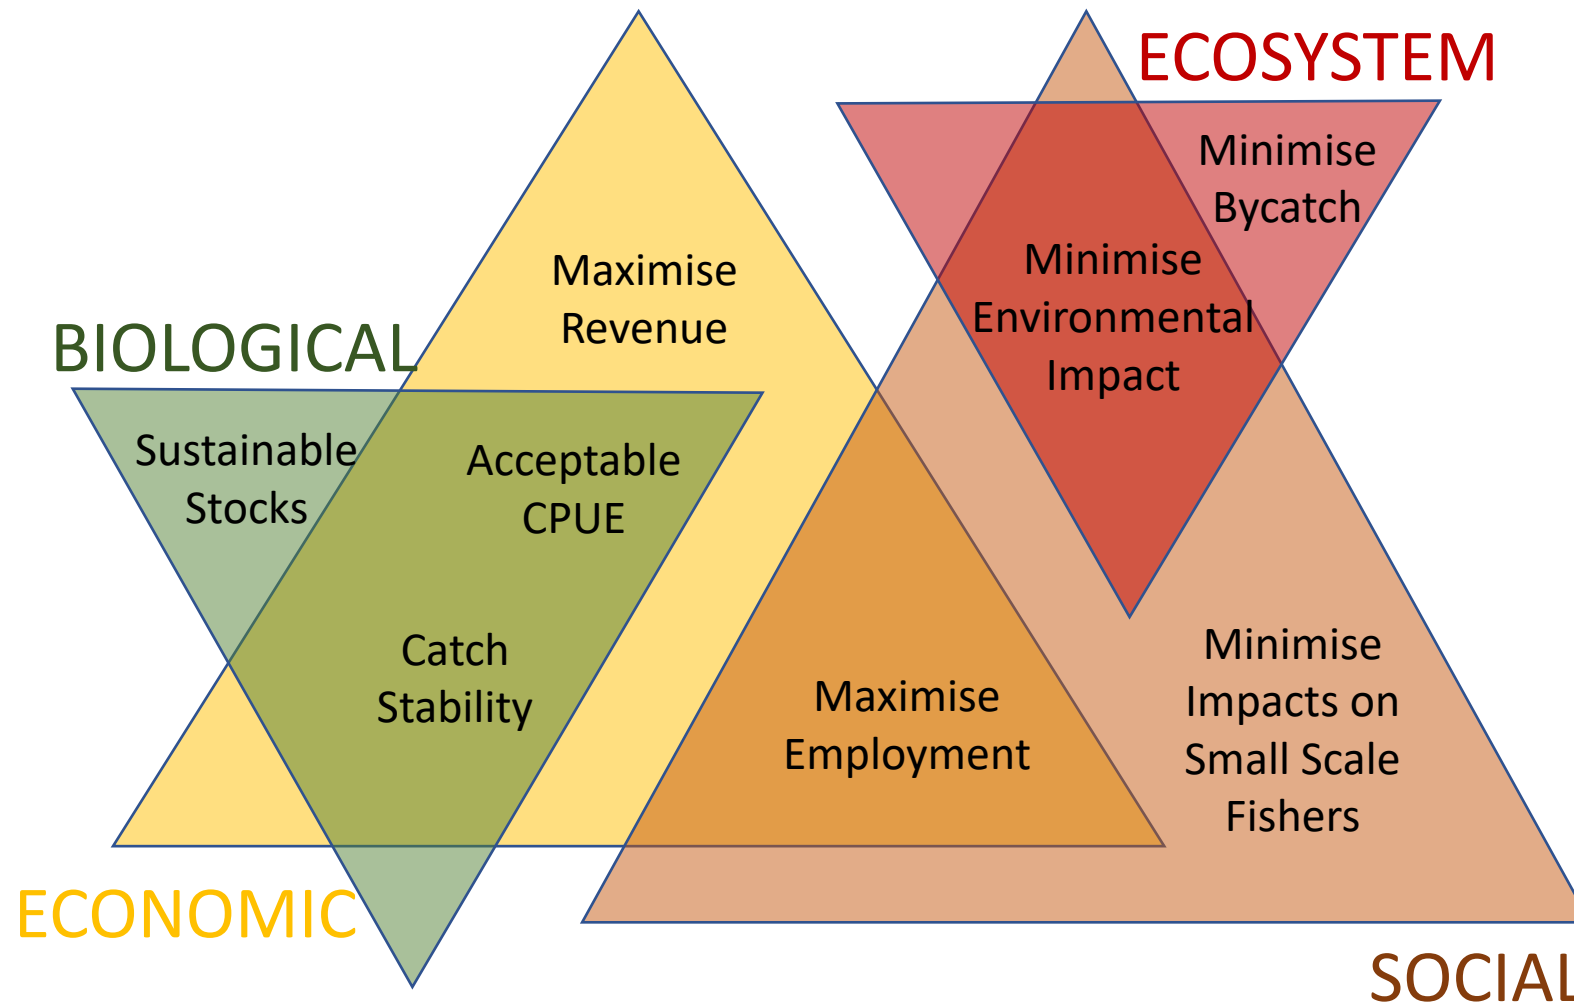 ECOSYSTEM
Minimise
Bycatch
Minimise
Environmental
Impact
Maximise
Revenue
BIOLOGICAL
Sustainable
Stocks
Acceptable
CPUE
Catch
Stability
Maximise
Employment
Minimise
Impacts on
Small Scale
Fishers
ECONOMIC
SOCIAL